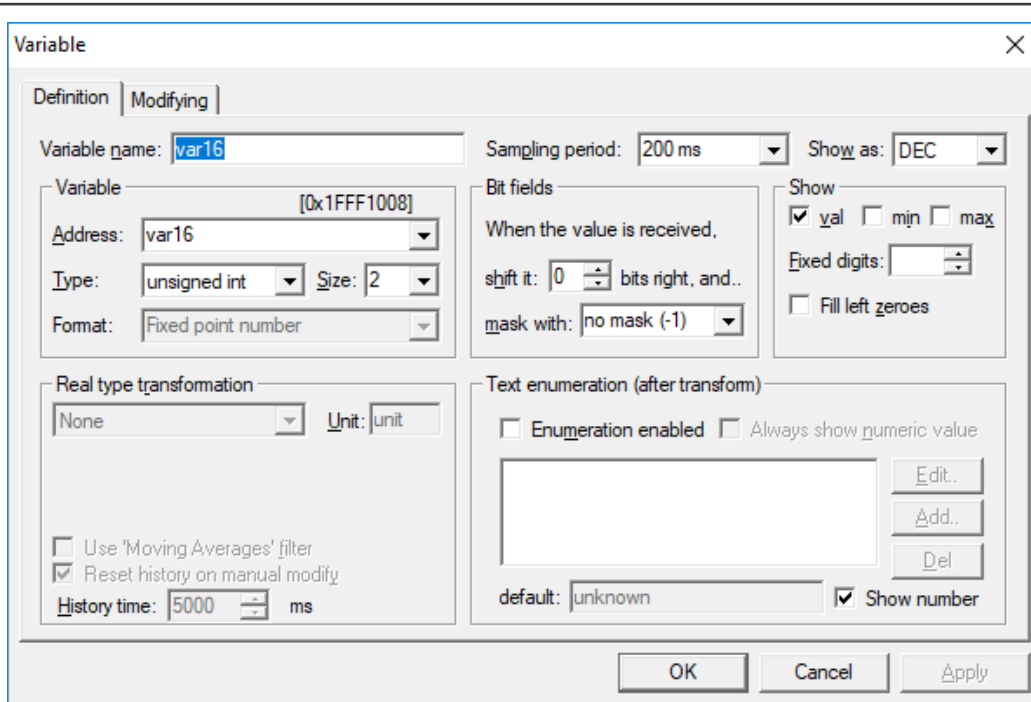 Variable
Definition Modifying
Variable name: var16 Sampling period: 200 ms Show as: DEC
Variable
[0x1FFF1008]
Address: var16
Type: unsigned int Size: 2
Format: Fixed point number
Bit fields
When the value is received,
shift it: 0 bits right, and..
mask with: no mask (-1)
Show
val min max
Fixed digits:
Fill left zeroes
Real type transformation
None Unit: unit
Use 'Moving Averages' filter
Reset history on manual modify
History time: 5000 ms
Text enumeration (after transform)
Enumeration enabled Always show numeric value
Edit..
Add..
Del
default: unknown Show number
OK Cancel Apply